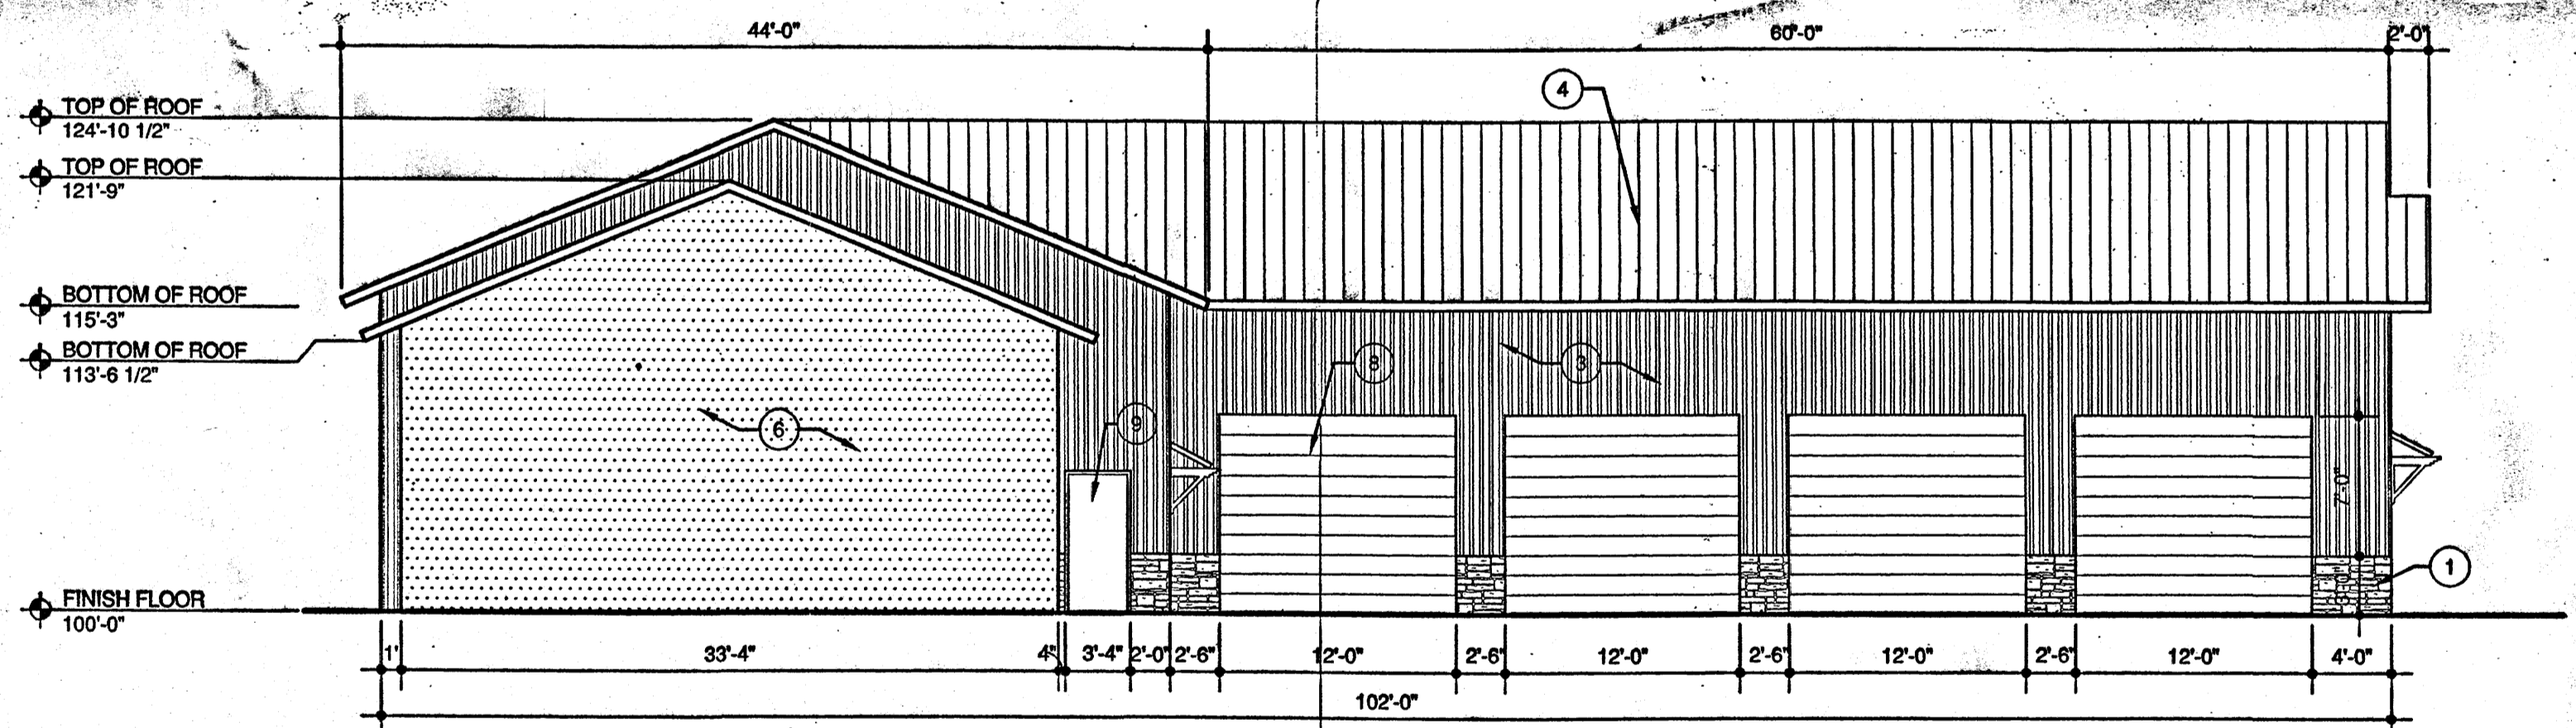 44'-0"
60'-0"
2'-0"
4
TOP OF ROOF
124'-10 1/2"
TOP OF ROOF
121'-9"
BOTTOM OF ROOF
115'-3"
BOTTOM OF ROOF
113'-6 1/2"
8
3
9
6
7'-0"
1
FINISH FLOOR
100'-0"
1' 33'-4" 4" 3'-4" 2'-0" 2'-6" 12'-0" 2'-6" 12'-0" 2'-6" 12'-0" 2'-6" 12'-0" 4'-0"
102'-0"